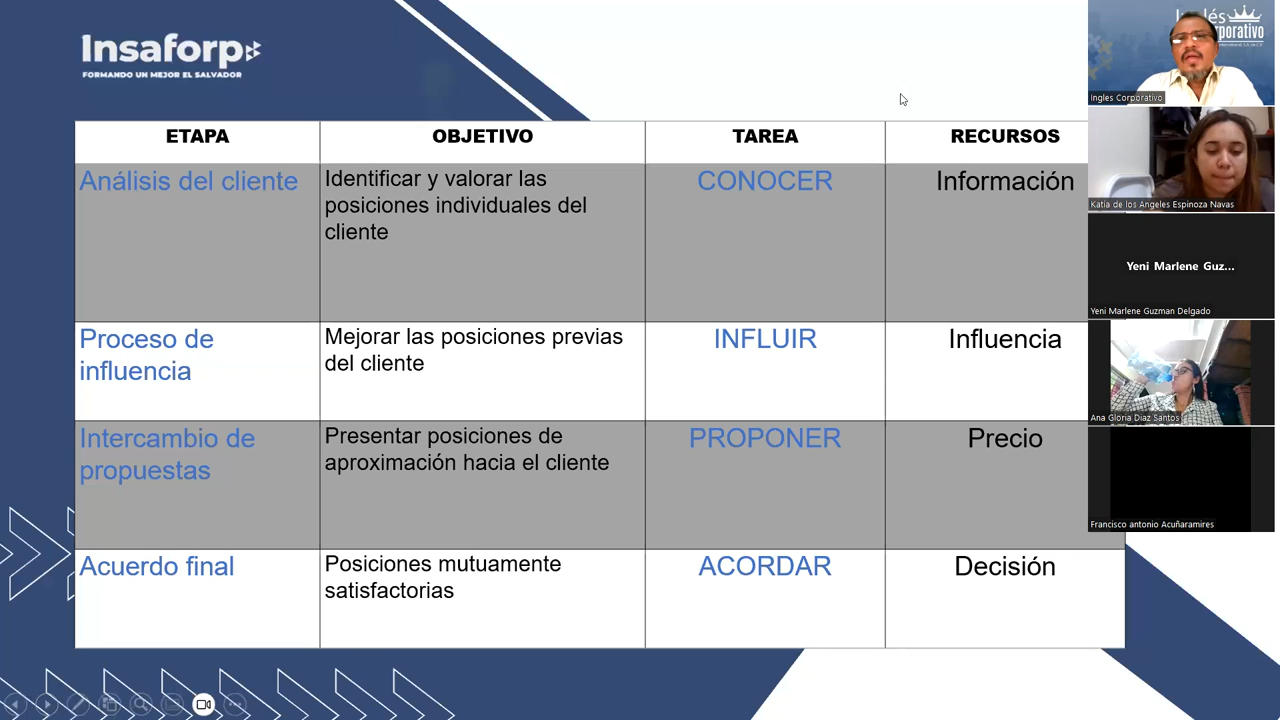 Insaforp
FORMANDO UN MEJOR EL SALVADOR
ETAPA
OBJETIVO
TAREA
RECURSOS
Análisis del cliente
Identificar y valorar las
posiciones individuales del
cliente
CONOCER
Información
Proceso de
influencia
Mejorar las posiciones previas
del cliente
INFLUIR
Influencia
Intercambio de
propuestas
Presentar posiciones de
aproximación hacia el cliente
PROPONER
Precio
Acuerdo final
Posiciones mutuamente
satisfactorias
ACORDAR
Decisión
Ingles Corporativo
Katia de los Angeles Espinoza Navas
Yeni Marlene Guz...
Yeni Marlene Guzman Delgado
Ana Gloria Diaz Santos
Francisco antonio Acuñaramires